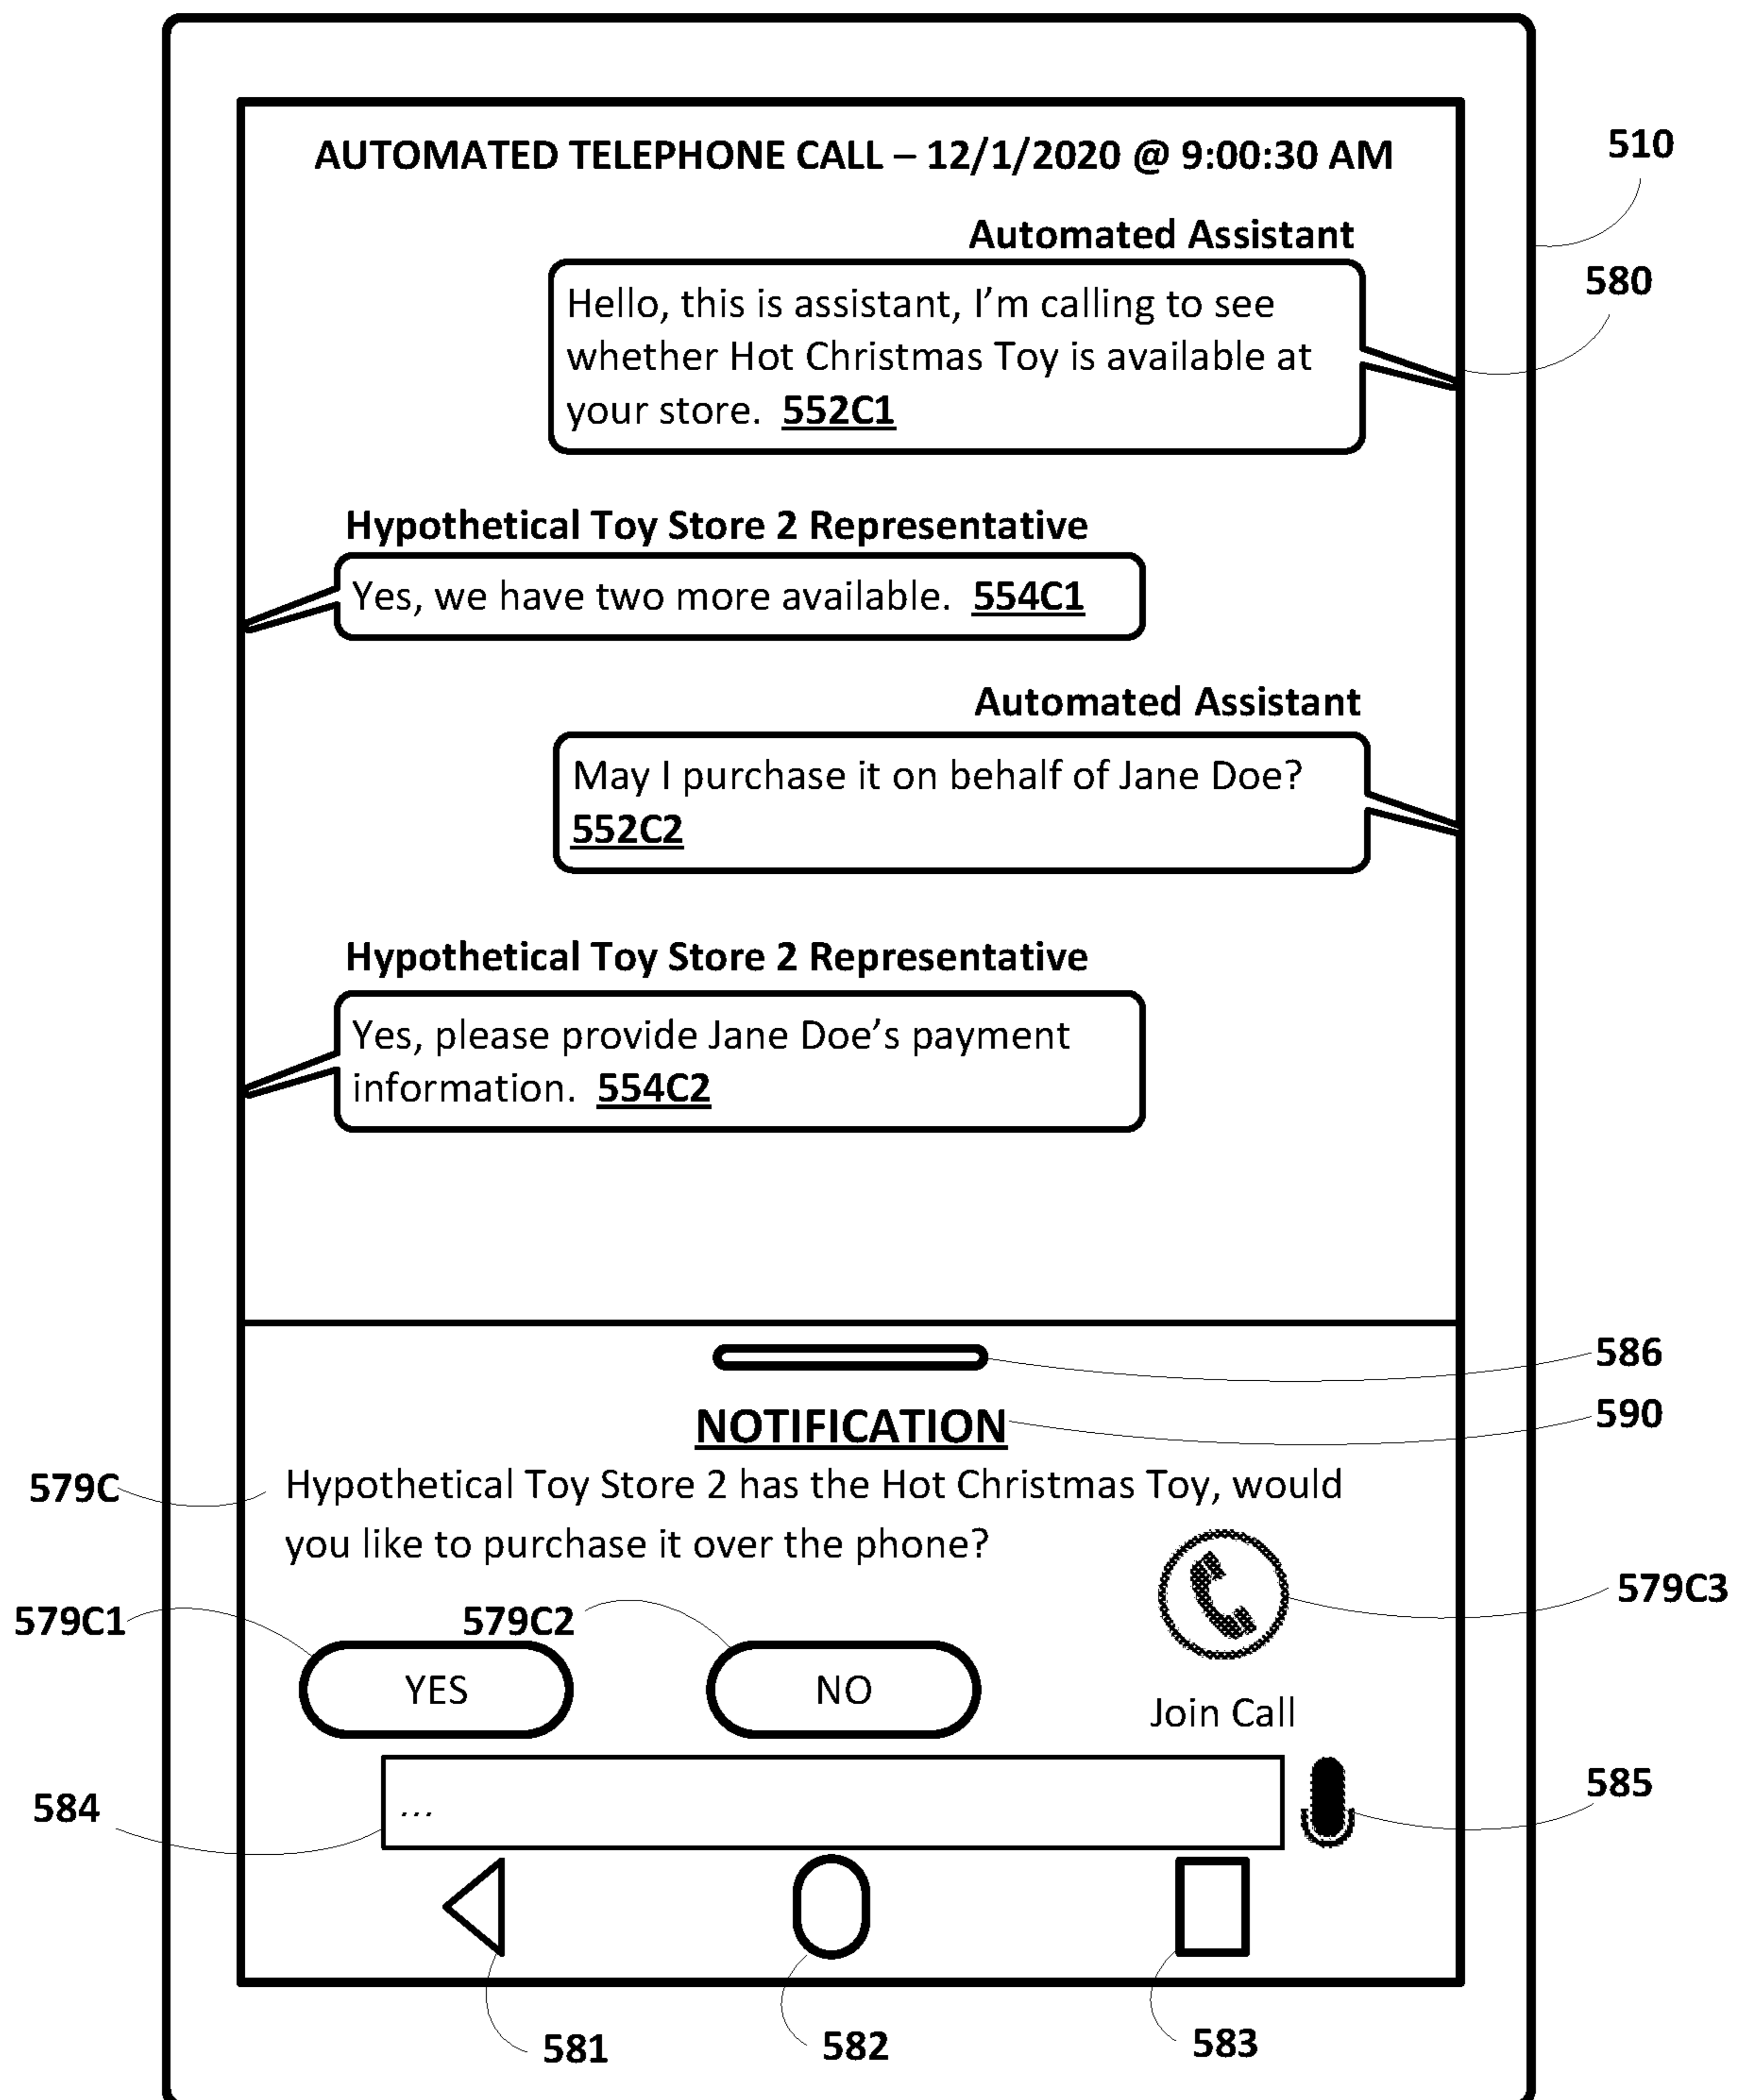 AUTOMATED TELEPHONE CALL – 12/1/2020 @ 9:00:30 AM
510
Automated Assistant
580
Hello, this is assistant, I'm calling to see
whether Hot Christmas Toy is available at
your store. 552C1
Hypothetical Toy Store 2 Representative
Yes, we have two more available. 554C1
Automated Assistant
May I purchase it on behalf of Jane Doe?
552C2
Hypothetical Toy Store 2 Representative
Yes, please provide Jane Doe's payment
information. 554C2
586
NOTIFICATION
590
579C
Hypothetical Toy Store 2 has the Hot Christmas Toy, would
you like to purchase it over the phone?
579C3
579C1
579C2
YES
NO
Join Call
584
...
585
581
582
583